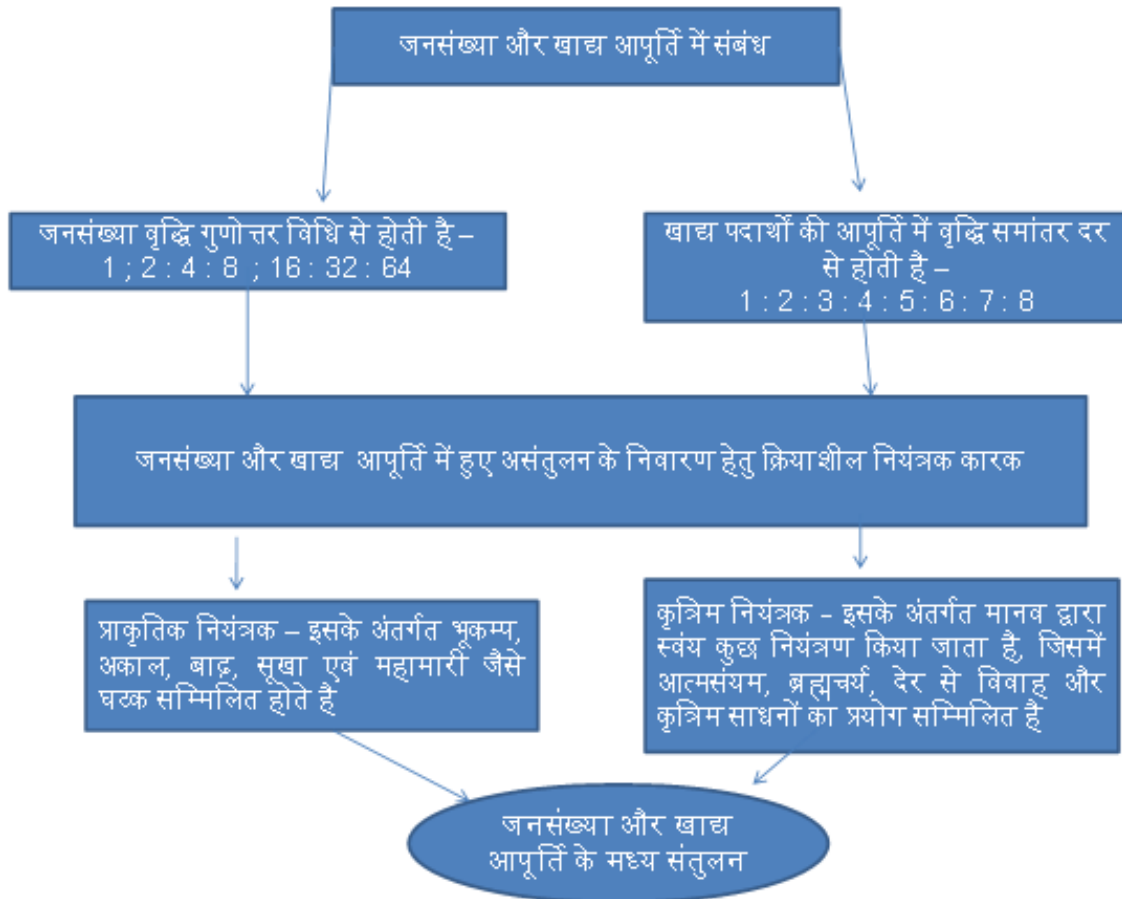 जनसंख्या और खाद्य आपूर्ति में संबंध
जनसंख्या वृद्धि गुणोत्तर विधि से होती है –
1 ; 2 : 4 : 8 ; 16 : 32 : 64
खाद्य पदार्थों की आपूर्ति में वृद्धि समांतर दर
से होती है –
1 : 2 : 3 : 4 : 5 : 6 : 7 : 8
जनसंख्या और खाद्य आपूर्ति में हुए असंतुलन के निवारण हेतु क्रियाशील नियंत्रक कारक
प्राकृतिक नियंत्रक – इसके अंतर्गत भूकम्प,
अकाल, बाढ़, सूखा एवं महामारी जैसे
घटक सम्मिलित होते है
कृत्रिम नियंत्रक – इसके अंतर्गत मानव द्वारा
स्वंय कुछ नियंत्रण किया जाता है, जिसमें
आत्मसंयम, ब्रह्मचर्य, देर से विवाह और
कृत्रिम साधनों का प्रयोग सम्मिलित है
जनसंख्या और खाद्य
आपूर्ति के मध्य संतुलन